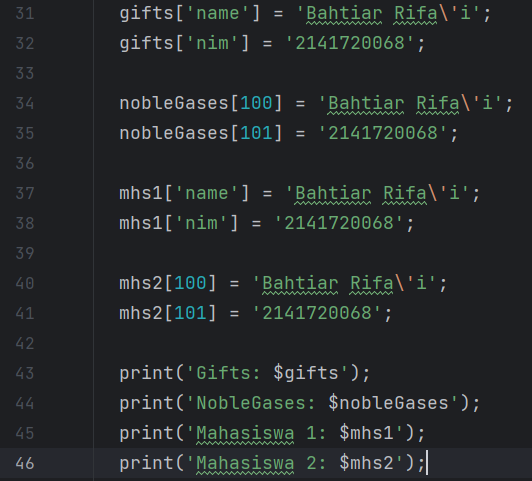 31 gifts['name'] = 'Bahtiar Rifa\'i';
32 gifts['nim'] = '2141720068';
33
34 nobleGases[100] = 'Bahtiar Rifa\'i';
35 nobleGases[101] = '2141720068';
36
37 mhs1['name'] = 'Bahtiar Rifa\'i';
38 mhs1['nim'] = '2141720068';
39
40 mhs2[100] = 'Bahtiar Rifa\'i';
41 mhs2[101] = '2141720068';
42
43 print('Gifts: $gifts');
44 print('NobleGases: $nobleGases');
45 print('Mahasiswa 1: $mhs1');
46 print('Mahasiswa 2: $mhs2');